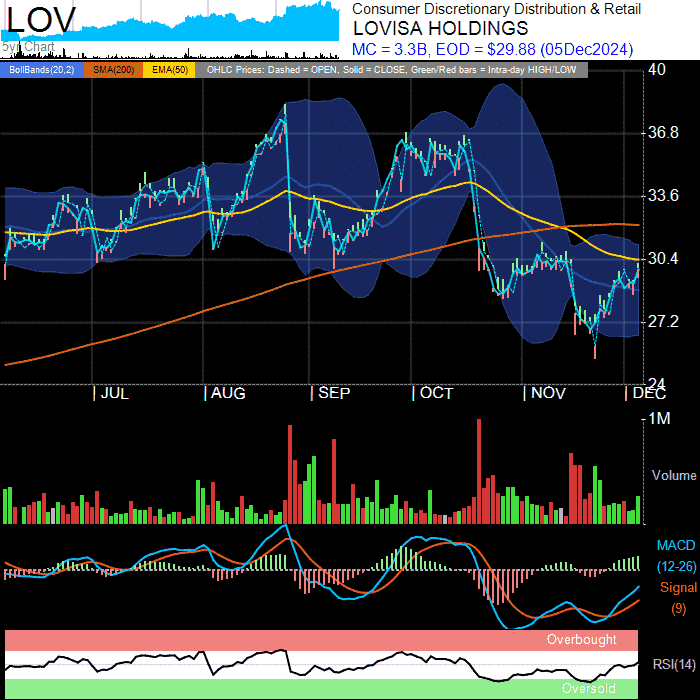 LOV
5yr Chart
Consumer Discretionary Distribution & Retail
LOVISA HOLDINGS
MC = 3.3B, EOD = $29.88 (05Dec2024)
BollBands(20,2) SMA(200) EMA(50) OHLC Prices: Dashed = OPEN, Solid = CLOSE, Green/Red bars = Intra-day HIGH/LOW
40
36.8
33.6
30.4
27.2
24
| JUL | AUG | SEP | OCT | NOV | DEC
1M
Volume
MACD
(12-26)
Signal
(9)
Overbought
RSI(14)
Oversold